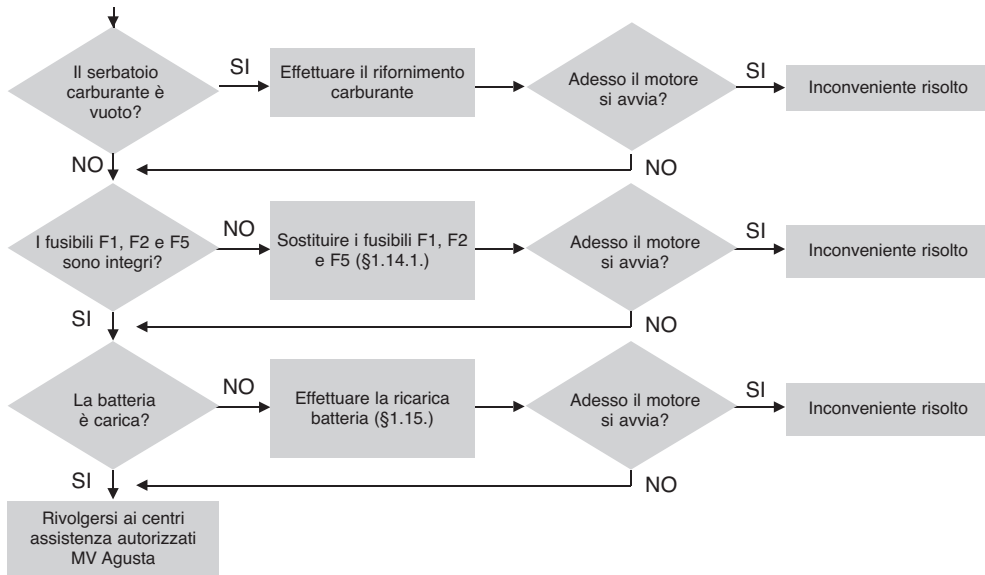 Il serbatoio
carburante è
vuoto?
SI
Effettuare il rifornimento
carburante
Adesso il motore
si avvia?
SI
Inconveniente risolto
NO
NO
I fusibili F1, F2 e F5
sono integri?
NO
Sostituire i fusibili F1, F2
e F5 (§1.14.1.)
Adesso il motore
si avvia?
SI
Inconveniente risolto
SI
NO
La batteria
è carica?
NO
Effettuare la ricarica
batteria (§1.15.)
Adesso il motore
si avvia?
SI
Inconveniente risolto
SI
NO
Rivolgersi ai centri
assistenza autorizzati
MV Agusta